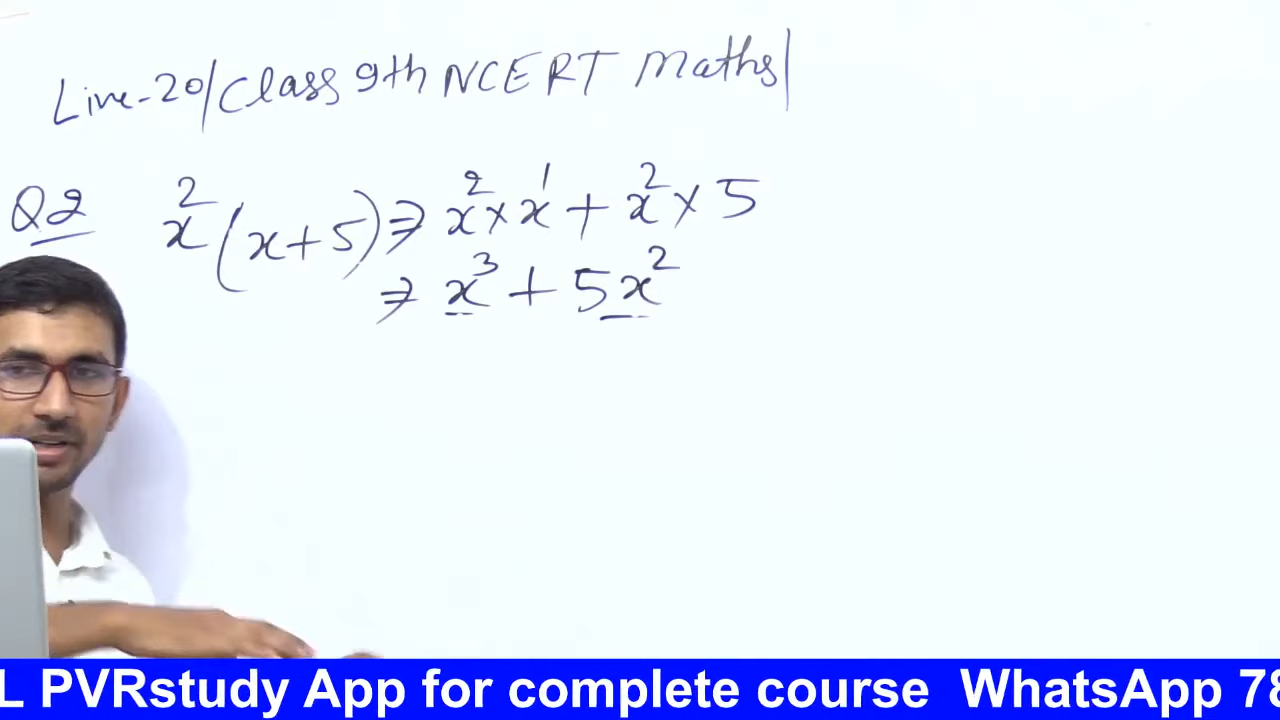 Live-20/Class 9th NCERT Maths|
Q2 x²(x+5) ⇒ x²×x¹ + x²×5
⇒ x³ + 5x²
L PVRstudy App for complete course WhatsApp 78